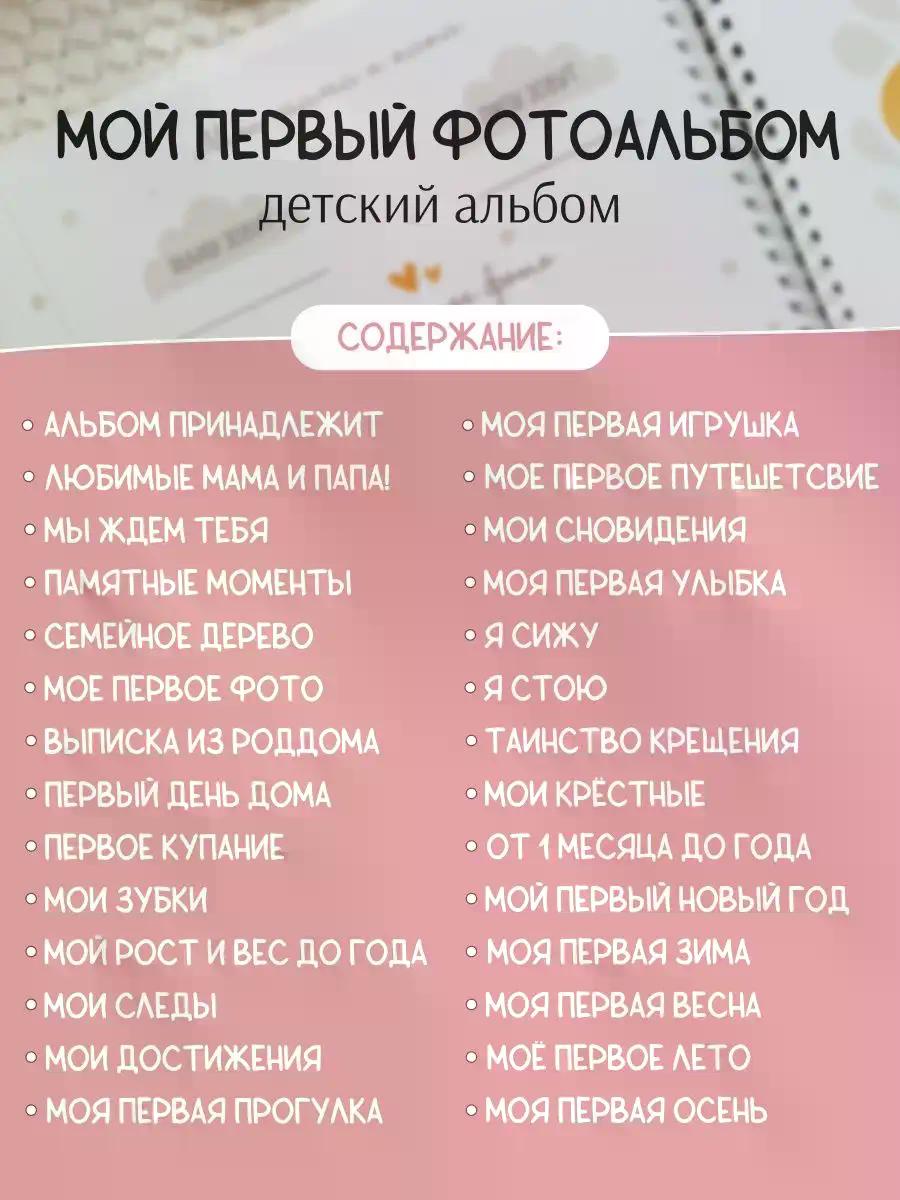 МОЙ ПЕРВЫЙ ФОТОАЛЬБОМ
детский альбом
СОДЕРЖАНИЕ:
• АЛЬБОМ ПРИНАДЛЕЖИТ
• ЛЮБИМЫЕ МАМА И ПАПА!
• МЫ ЖДЕМ ТЕБЯ
• ПАМЯТНЫЕ МОМЕНТЫ
• СЕМЕЙНОЕ ДЕРЕВО
• МОЕ ПЕРВОЕ ФОТО
• ВЫПИСКА ИЗ РОДДОМА
• ПЕРВЫЙ ДЕНЬ ДОМА
• ПЕРВОЕ КУПАНИЕ
• МОИ ЗУБКИ
• МОЙ РОСТ И ВЕС ДО ГОДА
• МОИ СЛЕДЫ
• МОИ ДОСТИЖЕНИЯ
• МОЯ ПЕРВАЯ ПРОГУЛКА
• МОЯ ПЕРВАЯ ИГРУШКА
• МОЕ ПЕРВОЕ ПУТЕШЕТСВИЕ
• МОИ СНОВИДЕНИЯ
• МОЯ ПЕРВАЯ УЛЫБКА
• Я СИЖУ
• Я СТОЮ
• ТАИНСТВО КРЕЩЕНИЯ
• МОИ КРЁСТНЫЕ
• ОТ 1 МЕСЯЦА ДО ГОДА
• МОЙ ПЕРВЫЙ НОВЫЙ ГОД
• МОЯ ПЕРВАЯ ЗИМА
• МОЯ ПЕРВАЯ ВЕСНА
• МОЁ ПЕРВОЕ ЛЕТО
• МОЯ ПЕРВАЯ ОСЕНЬ